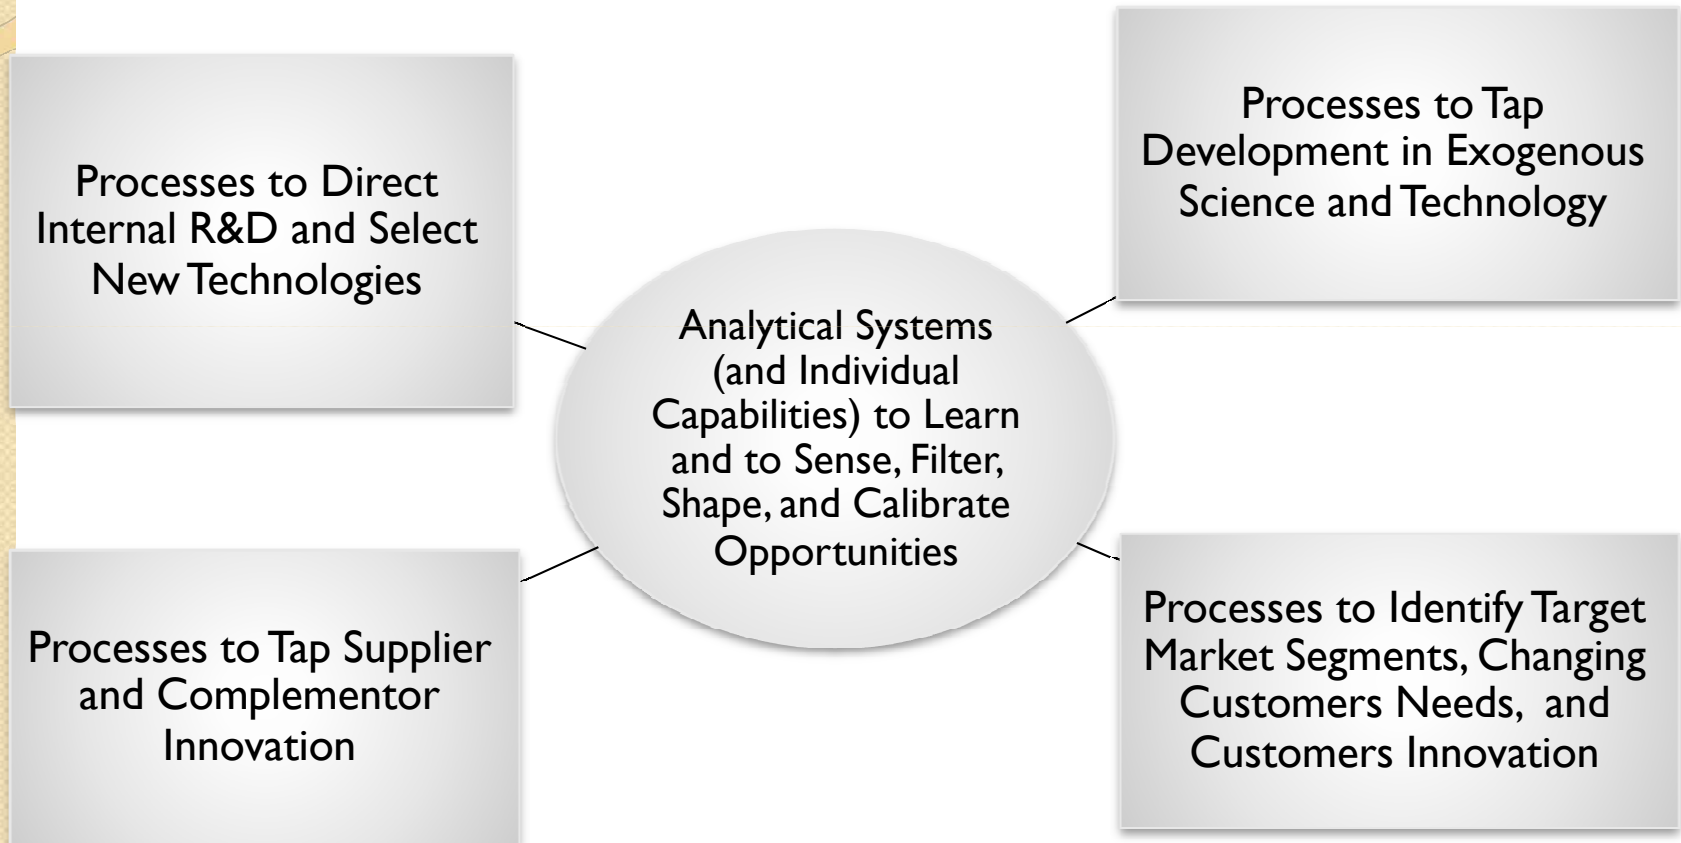 Processes to Direct
Internal R&D and Select
New Technologies
Processes to Tap
Development in Exogenous
Science and Technology
Analytical Systems
(and Individual
Capabilities) to Learn
and to Sense, Filter,
Shape, and Calibrate
Opportunities
Processes to Tap Supplier
and Complementor
Innovation
Processes to Identify Target
Market Segments, Changing
Customers Needs,  and
Customers Innovation